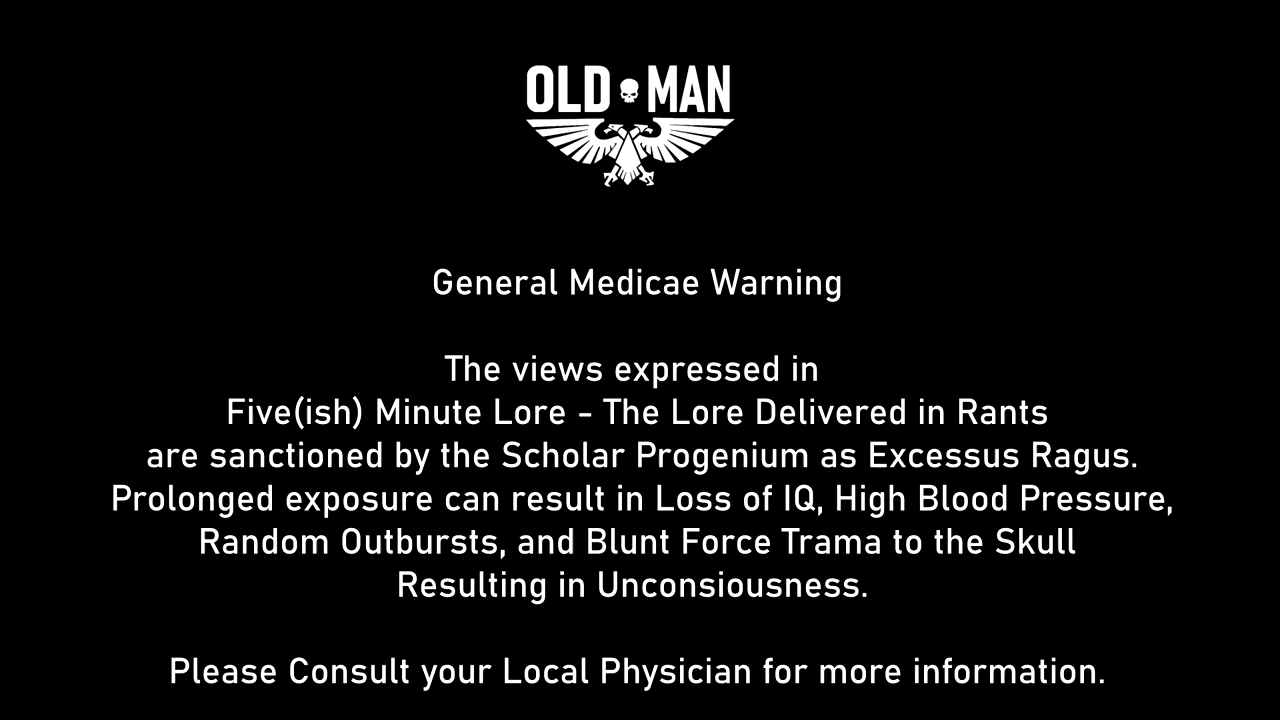 OLD MAN
General Medicae Warning
The views expressed in
Five(ish) Minute Lore - The Lore Delivered in Rants
are sanctioned by the Scholar Progenium as Excessus Ragus.
Prolonged exposure can result in Loss of IQ, High Blood Pressure,
Random Outbursts, and Blunt Force Trama to the Skull
Resulting in Unconsiousness.
Please Consult your Local Physician for more information.